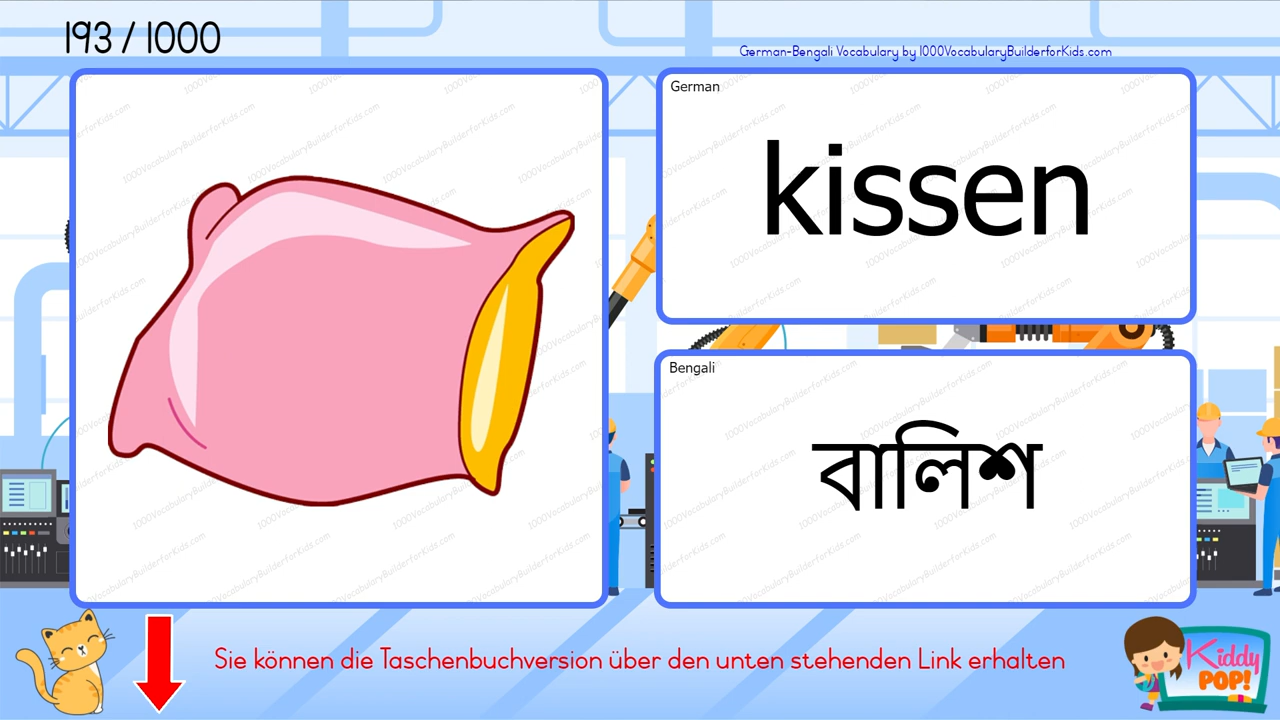 193 / 1000
German-Bengali Vocabulary by 1000VocabularyBuilderforKids.com
German
kissen
Bengali
বালিশ
Sie können die Taschenbuchversion über den unten stehenden Link erhalten
Kiddy
POP!